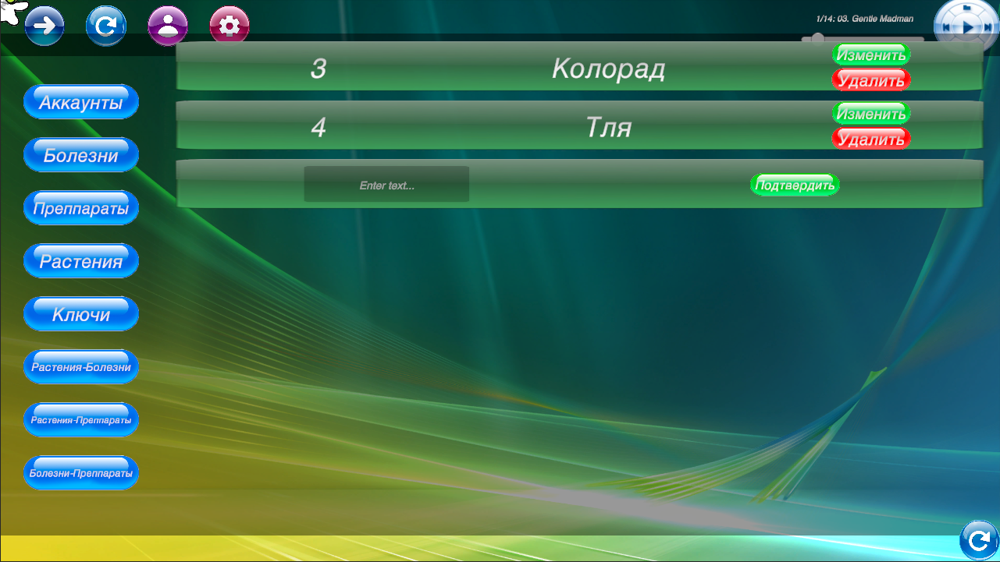 1/14: 03. Gentle Madman
3
Колорад
Изменить
Удалить
4
Тля
Изменить
Удалить
Enter text...
Подтвердить
Аккаунты
Болезни
Преппараты
Растения
Ключи
Растения-Болезни
Растения-Преппараты
Болезни-Преппараты